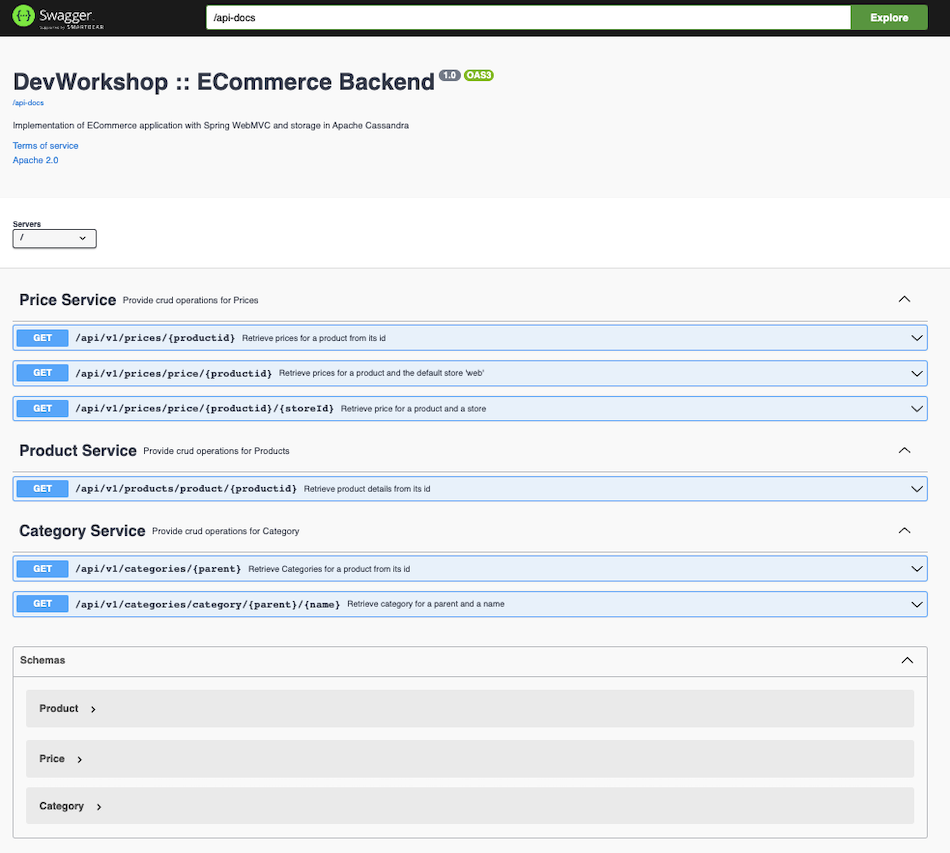 Swagger
Supported by SMARTBEAR
/api-docs
Explore
DevWorkshop :: ECommerce Backend 1.0 OAS3
/api-docs
Implementation of ECommerce application with Spring WebMVC and storage in Apache Cassandra
Terms of service
Apache 2.0
Servers
/
Price Service Provide crud operations for Prices
GET /api/v1/prices/{productid} Retrieve prices for a product from its id
GET /api/v1/prices/price/{productid} Retrieve prices for a product and the default store 'web'
GET /api/v1/prices/price/{productid}/{storeId} Retrieve price for a product and a store
Product Service Provide crud operations for Products
GET /api/v1/products/product/{productid} Retrieve product details from its id
Category Service Provide crud operations for Category
GET /api/v1/categories/{parent} Retrieve Categories for a product from its id
GET /api/v1/categories/category/{parent}/{name} Retrieve category for a parent and a name
Schemas
Product
Price
Category